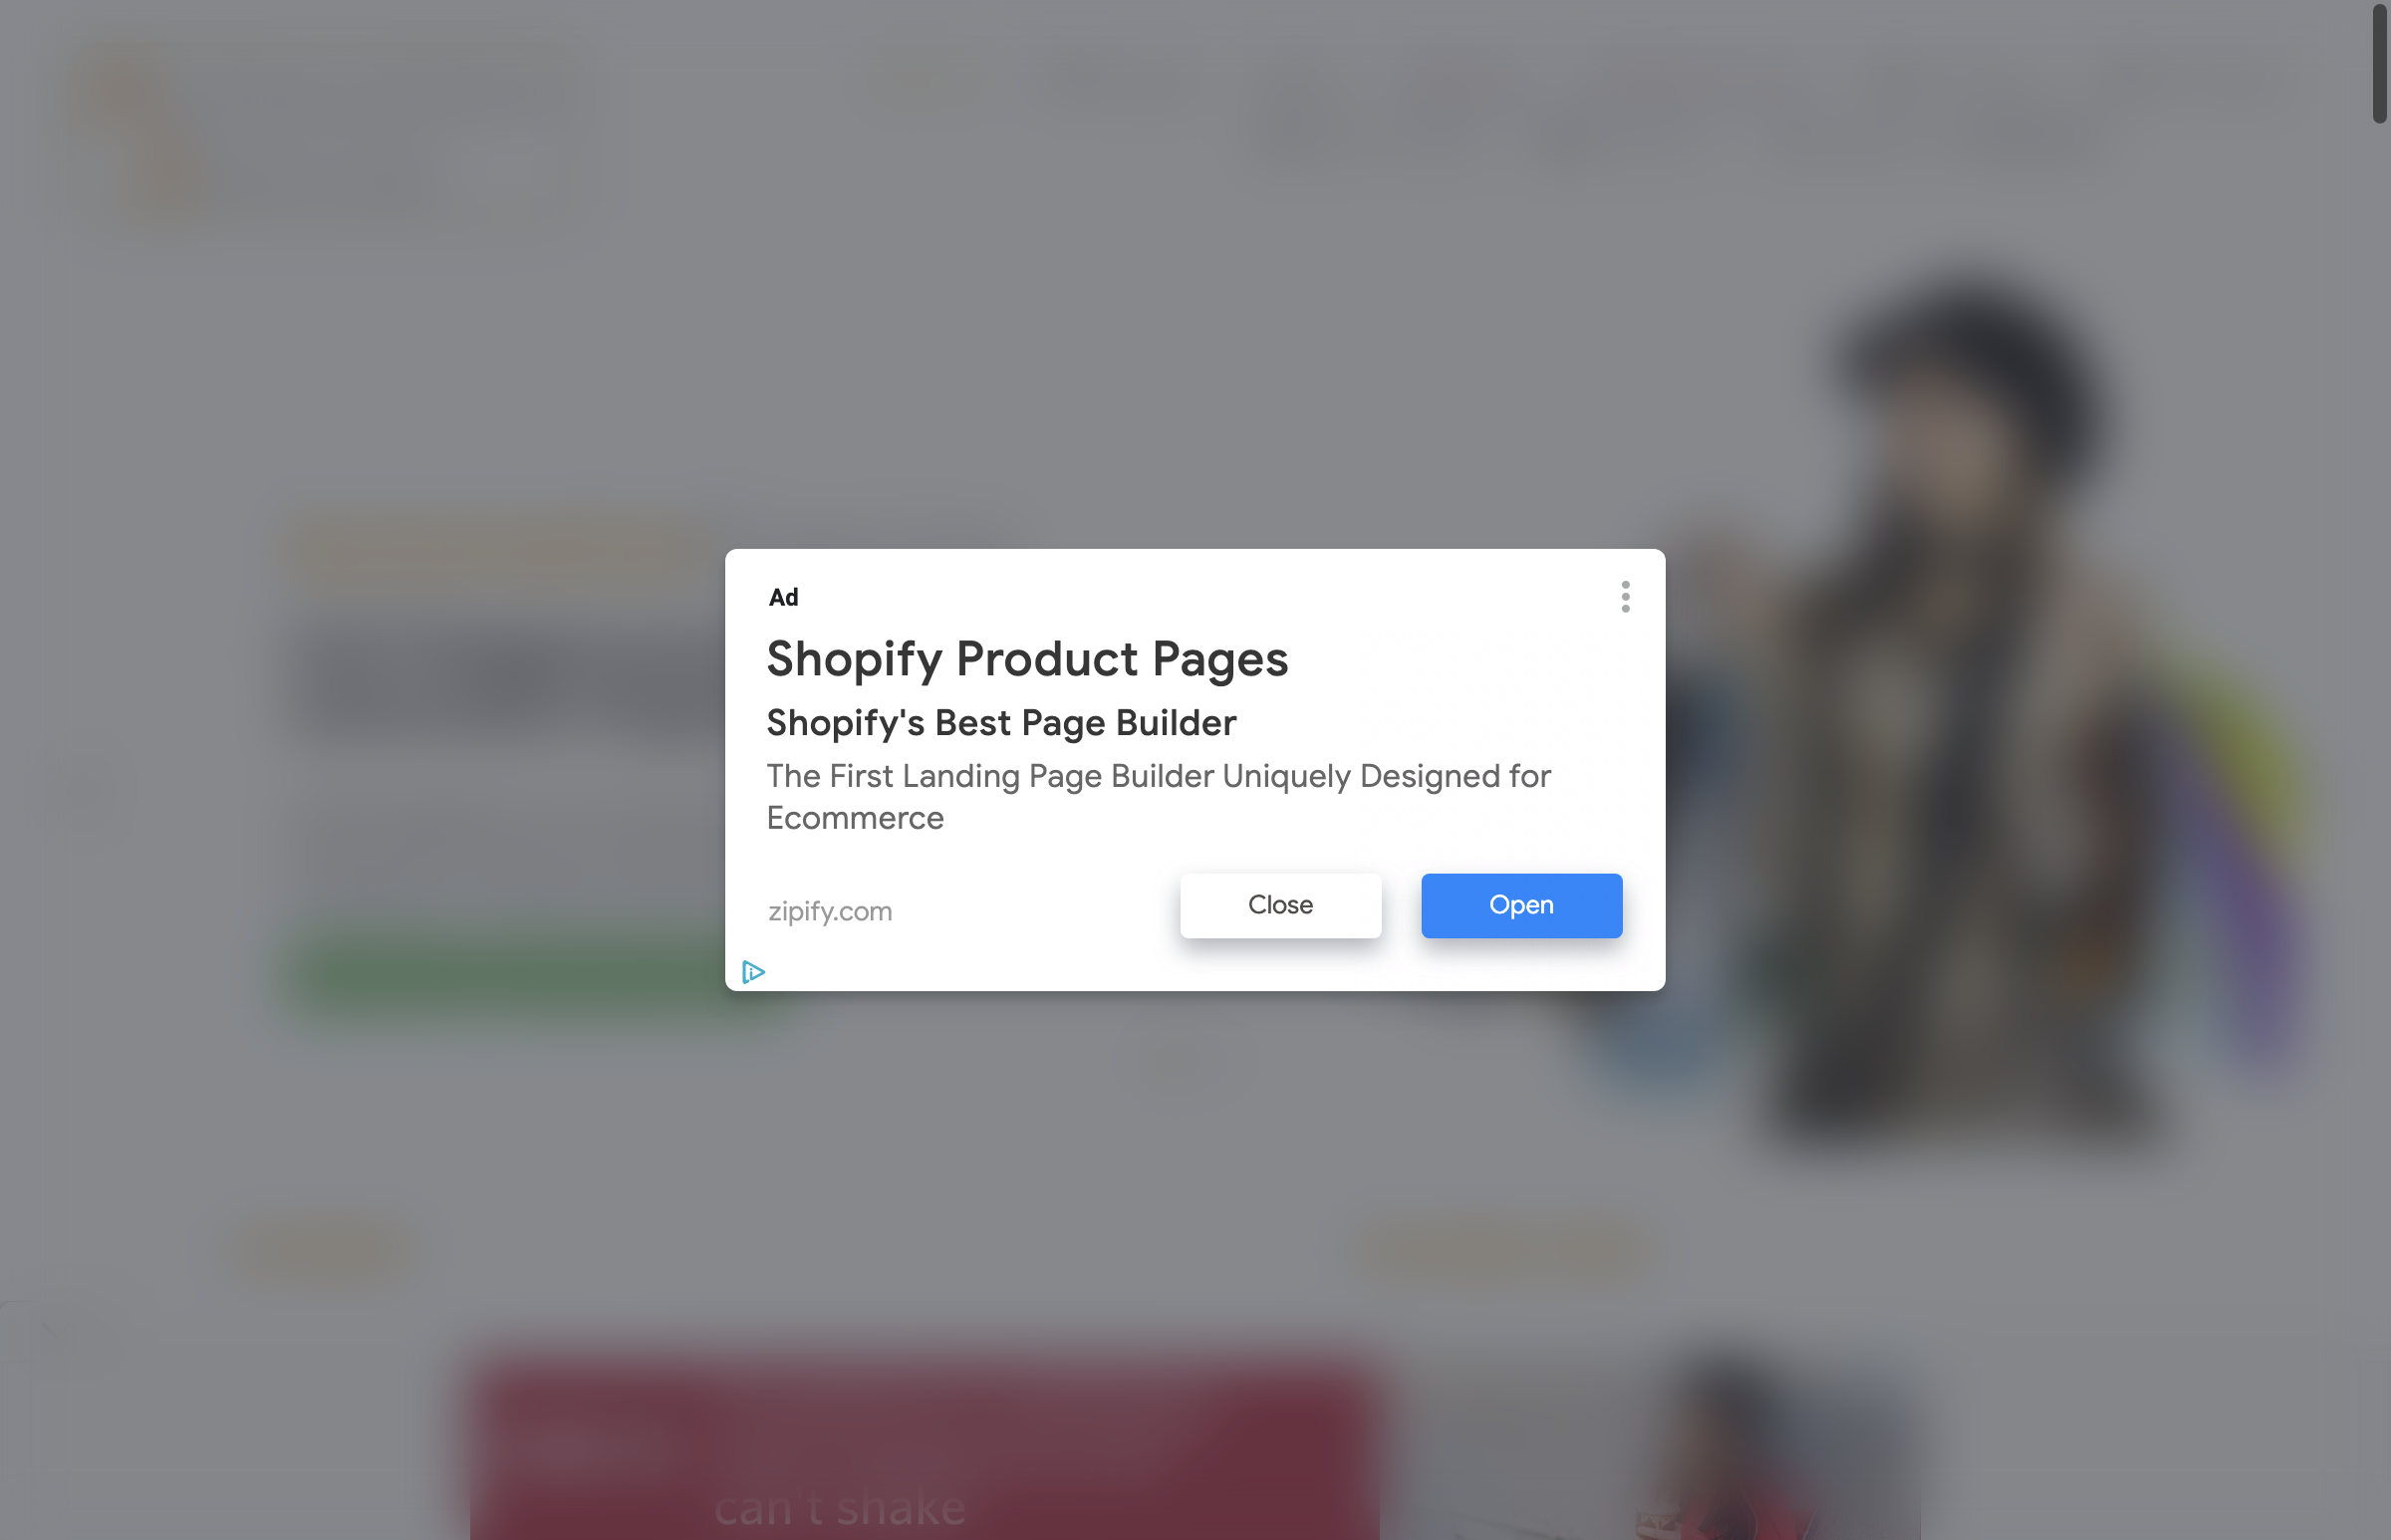 Ad
Shopify Product Pages
Shopify's Best Page Builder
The First Landing Page Builder Uniquely Designed for
Ecommerce
zipify.com
Close
Open
can't shake